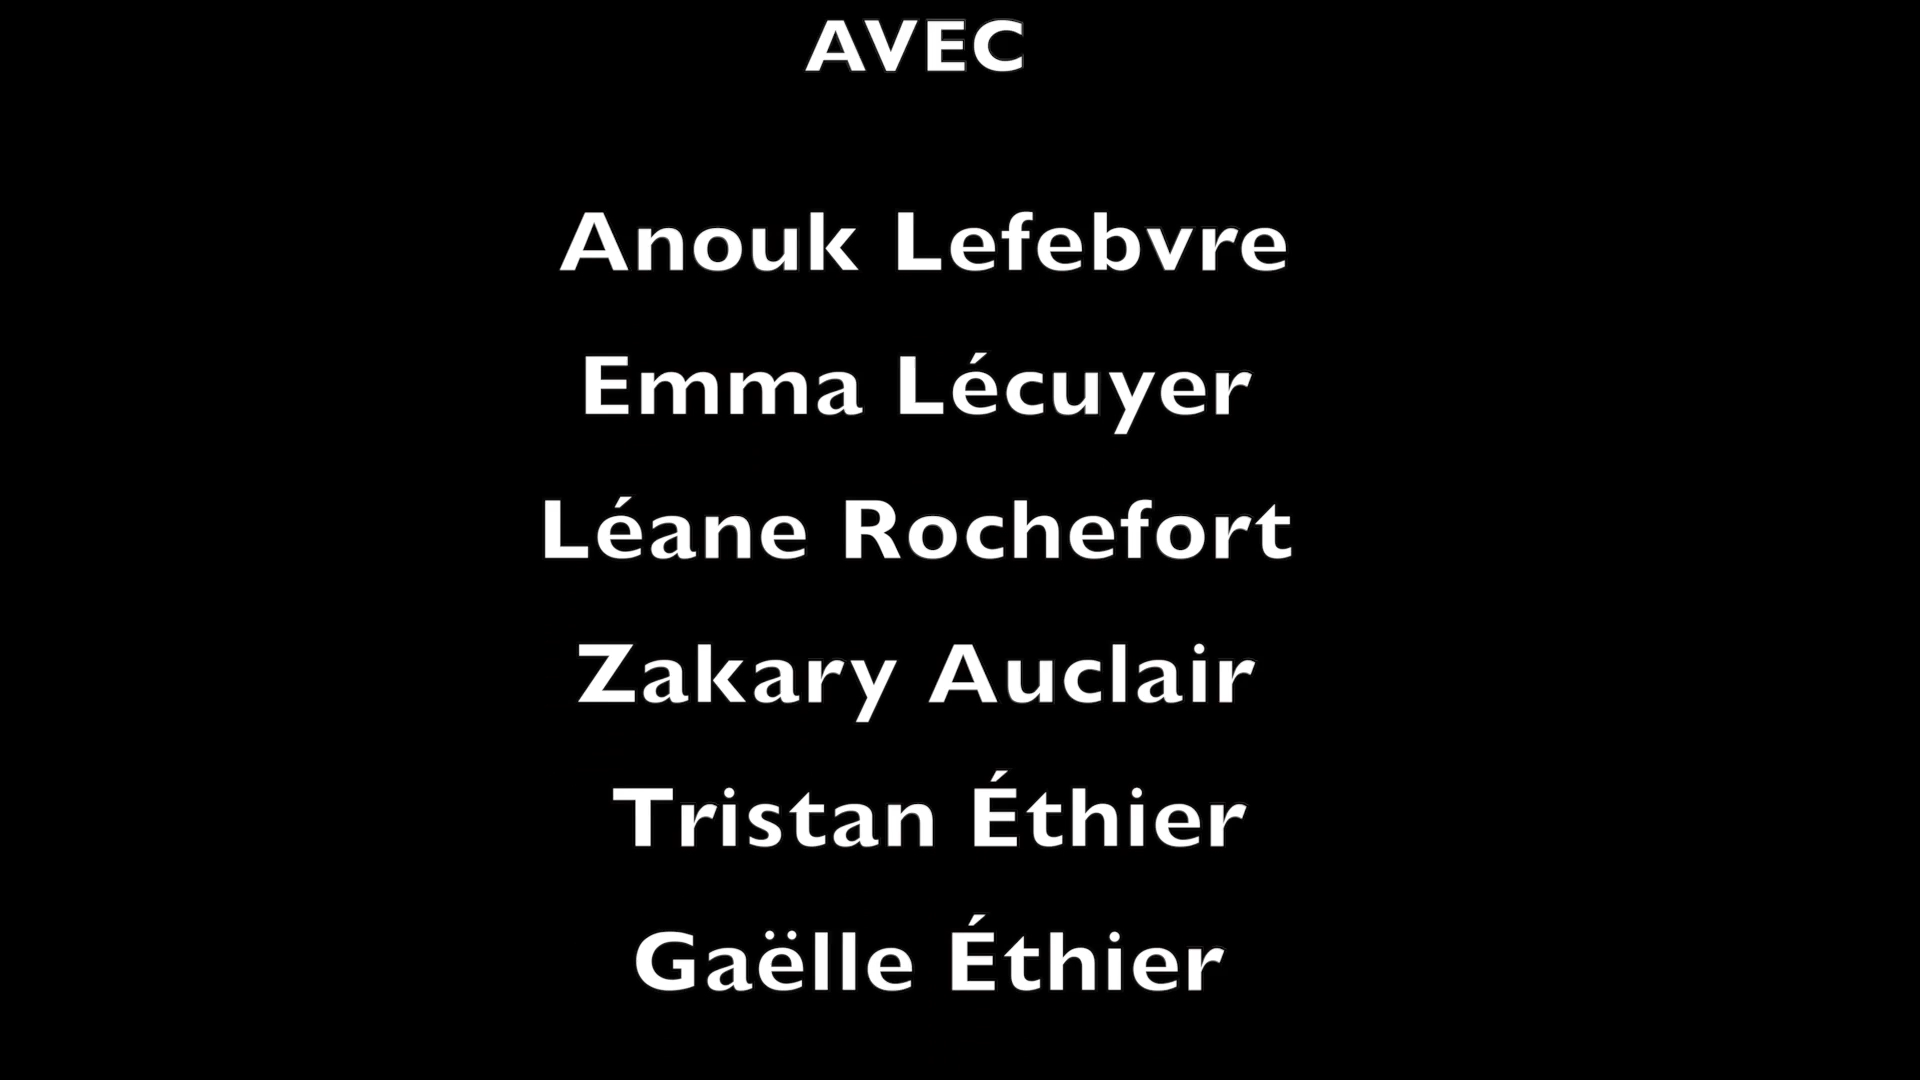 AVEC
Anouk Lefebvre
Emma Lécuyer
Léane Rochefort
Zakary Auclair
Tristan Éthier
Gaëlle Éthier